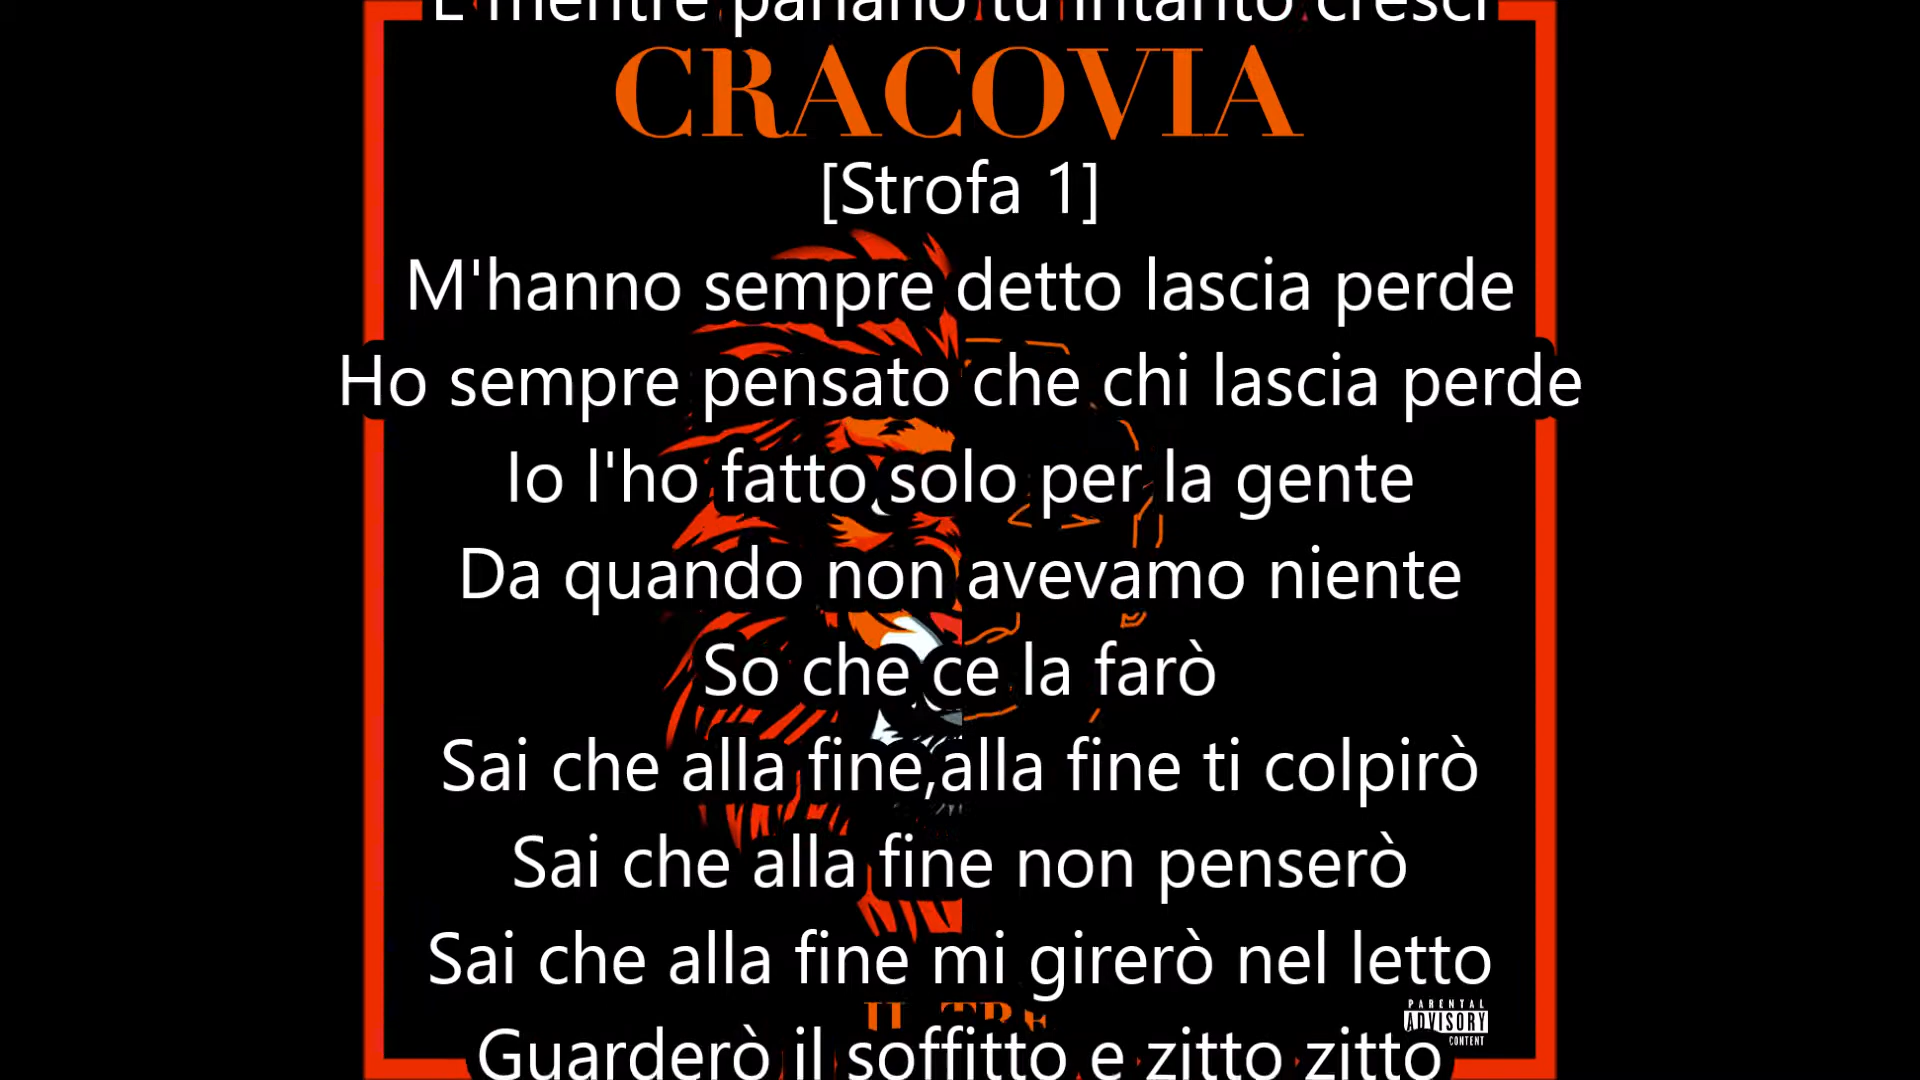 E mentre parlano tu intanto cresci
CRACOVIA
[Strofa 1]
M'hanno sempre detto lascia perde
Ho sempre pensato che chi lascia perde
Io l'ho fatto solo per la gente
Da quando non avevamo niente
So che ce la farò
Sai che alla fine,alla fine ti colpirò
Sai che alla fine non penserò
Sai che alla fine mi girerò nel letto
IL TRE
PARENTAL
ADVISORY
CONTENT
Guarderò il soffitto e zitto zitto